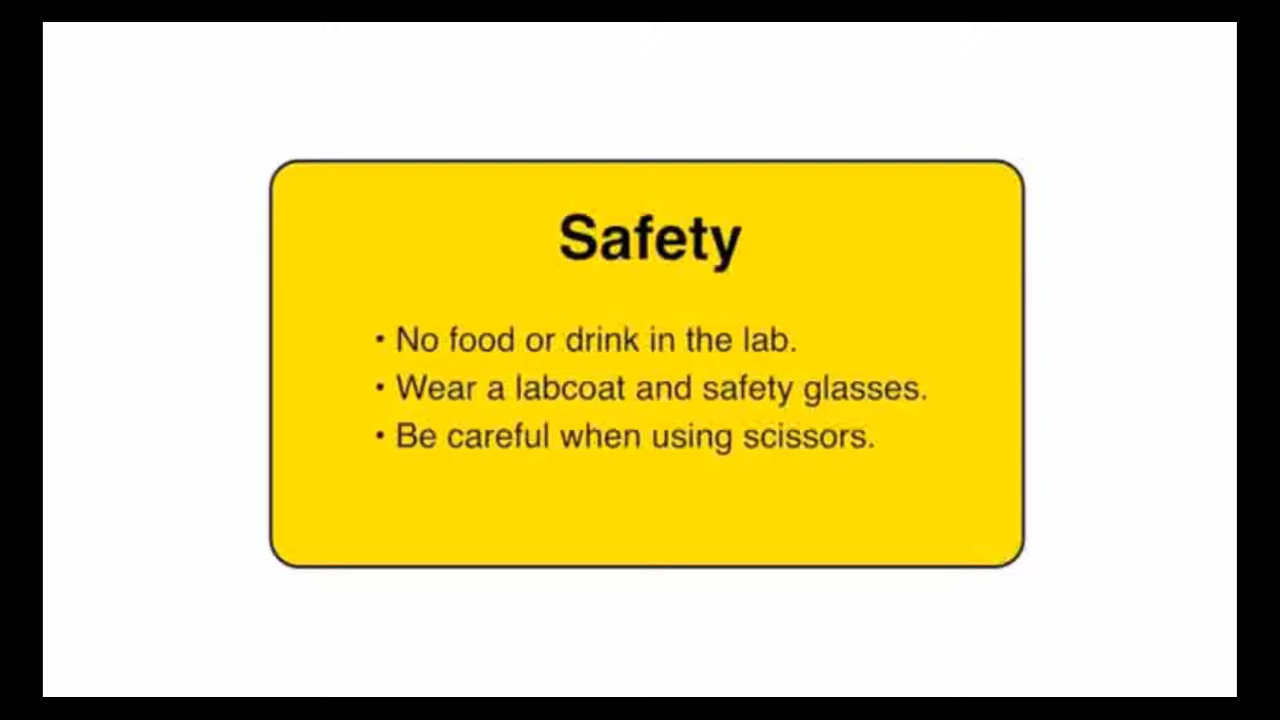 Safety
• No food or drink in the lab.
• Wear a labcoat and safety glasses.
• Be careful when using scissors.